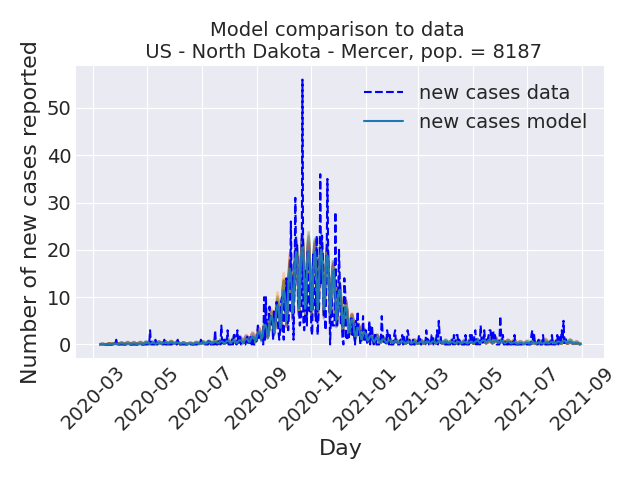 Model comparison to data
US - North Dakota - Mercer, pop. = 8187
Number of new cases reported
50
40
30
20
10
0
new cases data
new cases model
2020-03
2020-05
2020-07
2020-09
2020-11
2021-01
2021-03
2021-05
2021-07
2021-09
Day